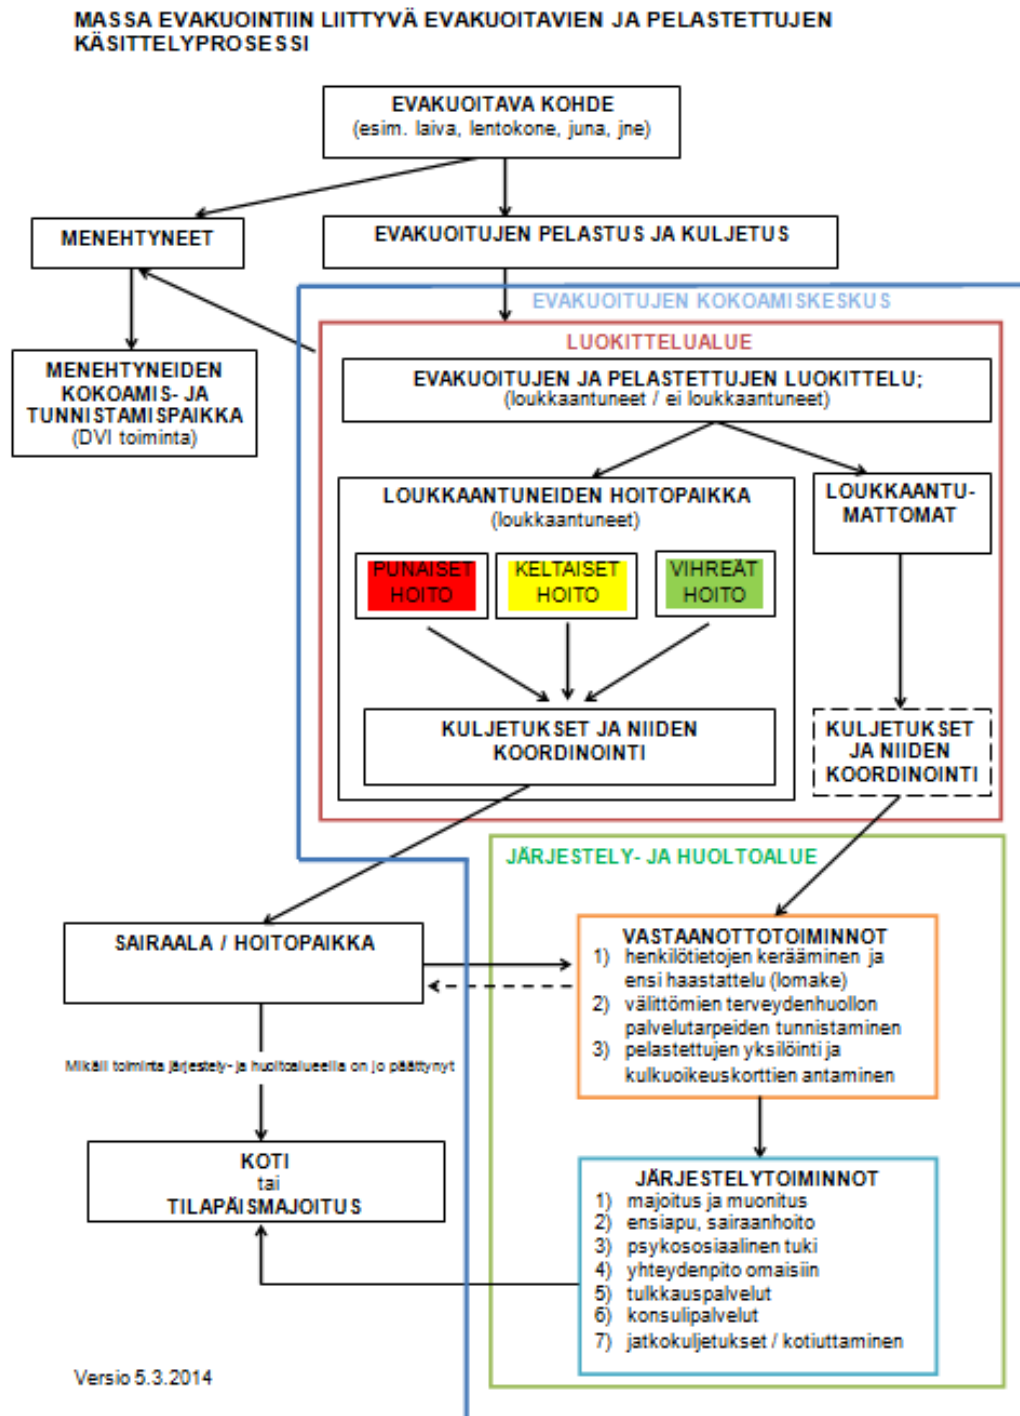 MASSA EVAKUOINTIIN LIITTYVÄ EVAKUOITAVIEN JA PELASTETTUJEN
KÄSITTELYPROSESSI
EVAKUOITAVA KOHDE
(esim. laiva, lentokone, juna, jne)
MENEHTYNEET
EVAKUOITUJEN PELASTUS JA KULJETUS
EVAKUOITUJEN KOKOAMISKESKUS
LUOKITTELUALUE
MENEHTYNEIDEN
KOKOAMIS- JA
TUNNISTAMISPAIKKA
(DVI toiminta)
EVAKUOITUJEN JA PELASTETTUJEN LUOKITTELU;
(loukkaantuneet / ei loukkaantuneet)
LOUKKAANTUNEIDEN HOITOPAIKKA
(loukkaantuneet)
LOUKKAANTU-
MATTOMAT
PUNAISET
HOITO
KELTAISET
HOITO
VIHREÄT
HOITO
KULJETUKSET JA NIIDEN
KOORDINOINTI
KULJETUKSET
JA NIIDEN
KOORDINOINTI
JÄRJESTELY- JA HUOLTOALUE
SAIRAALA / HOITOPAIKKA
VASTAANOTTOTOIMINNOT
1) henkilötietojen kerääminen ja
ensi haastattelu (lomake)
2) välittömien terveydenhuollon
palvelutarpeiden tunnistaminen
3) pelastettujen yksilöinti ja
kulkuoikeuskorttien antaminen
Mikäli toiminta järjestely- ja huoltoalueella on jo päättynyt
KOTI
tai
TILAPÄISMAJOITUS
JÄRJESTELYTOIMINNOT
1) majoitus ja muonitus
2) ensiapu, sairaanhoito
3) psykososiaalinen tuki
4) yhteydenpito omaisiin
5) tulkkauspalvelut
6) konsulipalvelut
7) jatkokuljetukset / kotiuttaminen
Versio 5.3.2014